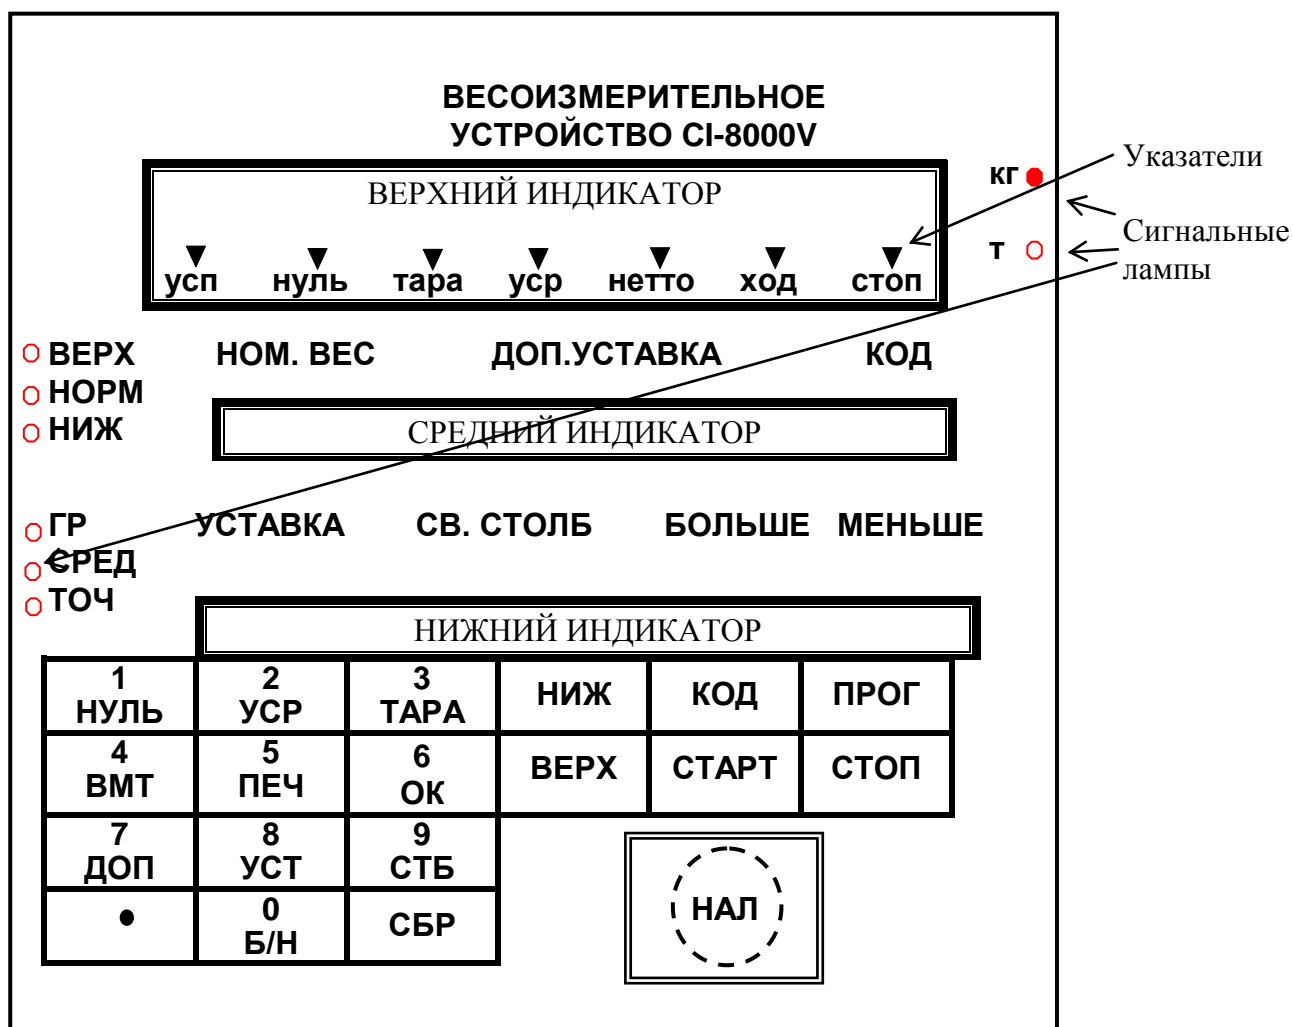 ВЕСОИЗМЕРИТЕЛЬНОЕ
УСТРОЙСТВО CI-8000V
Указатели
ВЕРХНИЙ ИНДИКАТОР
кг
Сигнальные
лампы
т
усп нуль тара уср нетто ход стоп
ВЕРХ НОМ. ВЕС ДОП.УСТАВКА КОД
НОРМ
НИЖ
СРЕДНИЙ ИНДИКАТОР
ГР УСТАВКА СВ. СТОЛБ БОЛЬШЕ МЕНЬШЕ
СРЕД
ТОЧ
НИЖНИЙ ИНДИКАТОР
1 2 3
НУЛЬ УСР ТАРА НИЖ КОД ПРОГ
4 5 6
ВМТ ПЕЧ ОК ВЕРХ СТАРТ СТОП
7 8 9
ДОП УСТ СТБ
• 0 СБР
Б/Н
НАЛ